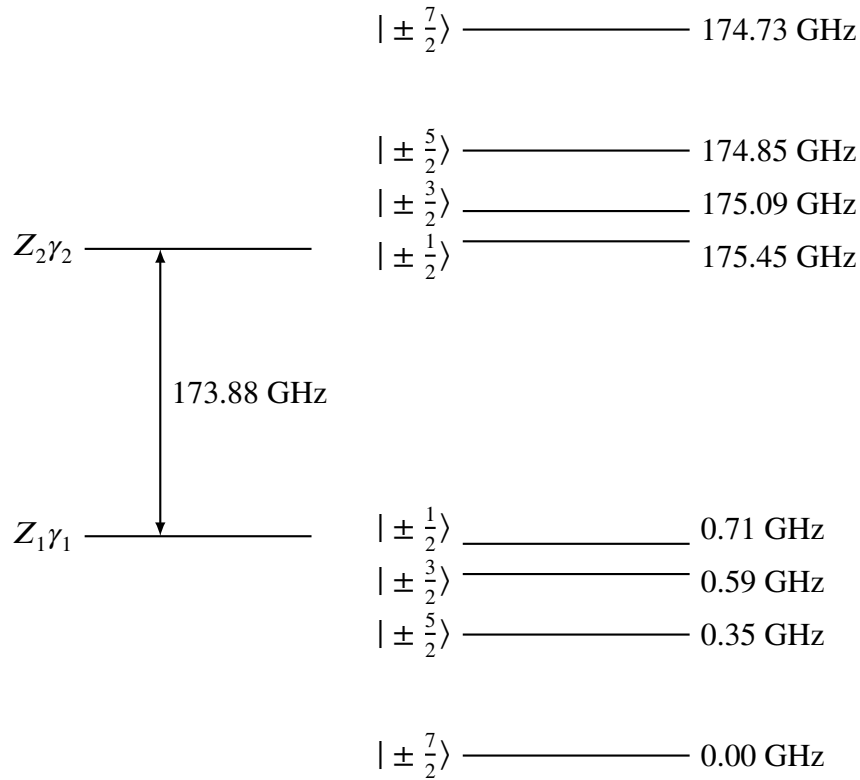 | ± 7/2⟩ 174.73 GHz
| ± 5/2⟩ 174.85 GHz
| ± 3/2⟩ 175.09 GHz
Z₂γ₂
| ± 1/2⟩ 175.45 GHz
173.88 GHz
Z₁γ₁
| ± 1/2⟩ 0.71 GHz
| ± 3/2⟩ 0.59 GHz
| ± 5/2⟩ 0.35 GHz
| ± 7/2⟩ 0.00 GHz